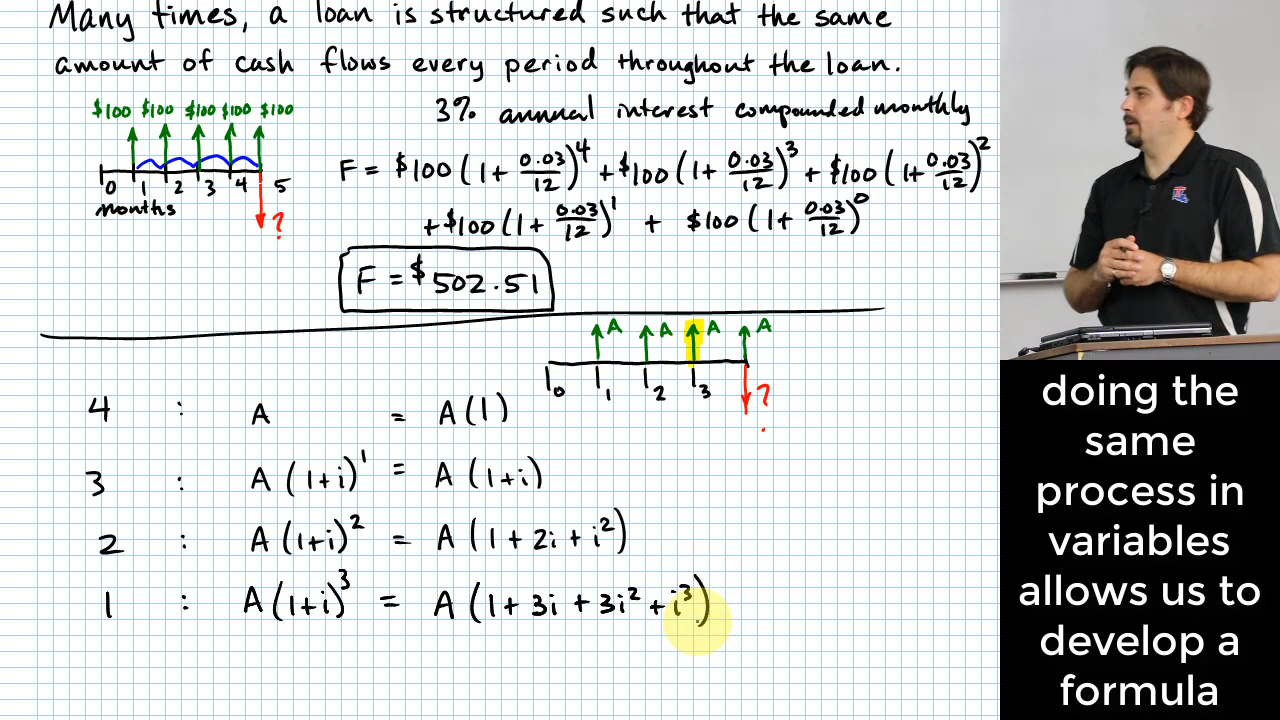 Many times, a loan is structured such that the same
amount of cash flows every period throughout the loan.
$100 $100 $100 $100 $100
0 1 2 3 4 5
months
?
3% annual interest compounded monthly
F = $100 (1 + 0.03/12)^4 + $100 (1 + 0.03/12)^3 + $100 (1 + 0.03/12)^2
+ $100 (1 + 0.03/12)^1 + $100 (1 + 0.03/12)^0
F = $502.51
A A A A
0 1 2 3
?
4 : A = A(1)
3 : A(1+i)^1 = A(1+i)
2 : A(1+i)^2 = A(1 + 2i + i^2)
1 : A(1+i)^3 = A(1 + 3i + 3i^2 + i^3)
doing the
same
process in
variables
allows us to
develop a
formula